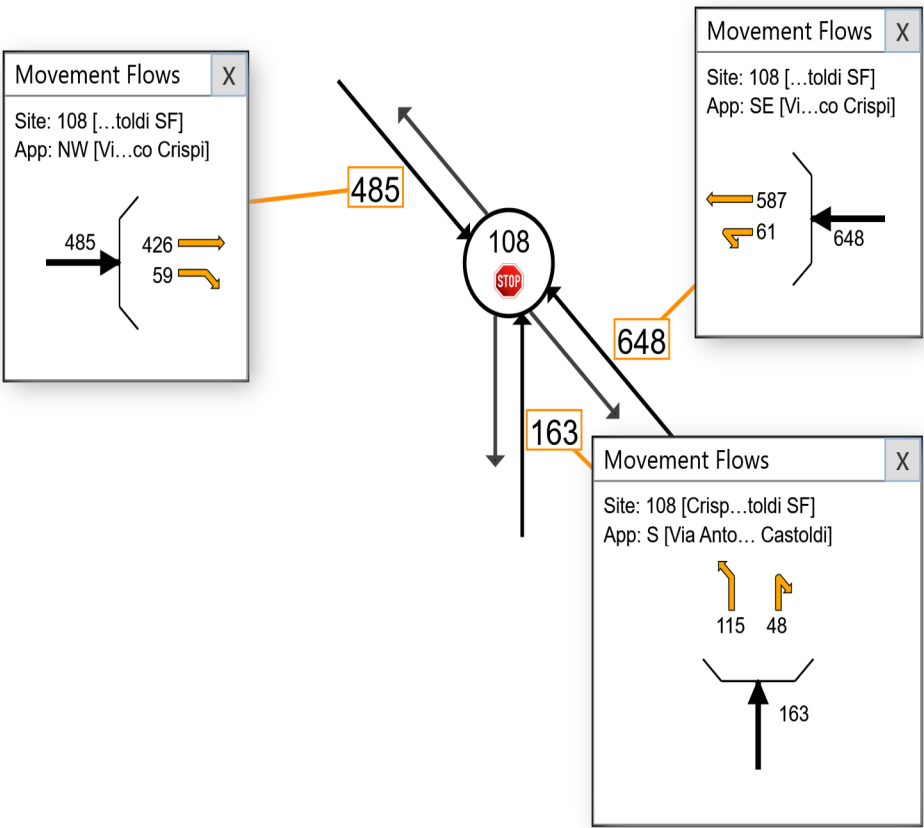 Movement Flows X
Site: 108 [...toldi SF]
App: NW [Vi...co Crispi]
485
426
59
485
108
STOP
Movement Flows X
Site: 108 [...toldi SF]
App: SE [Vi...co Crispi]
587
61
648
648
163
Movement Flows X
Site: 108 [Crisp...toldi SF]
App: S [Via Anto... Castoldi]
115 48
163